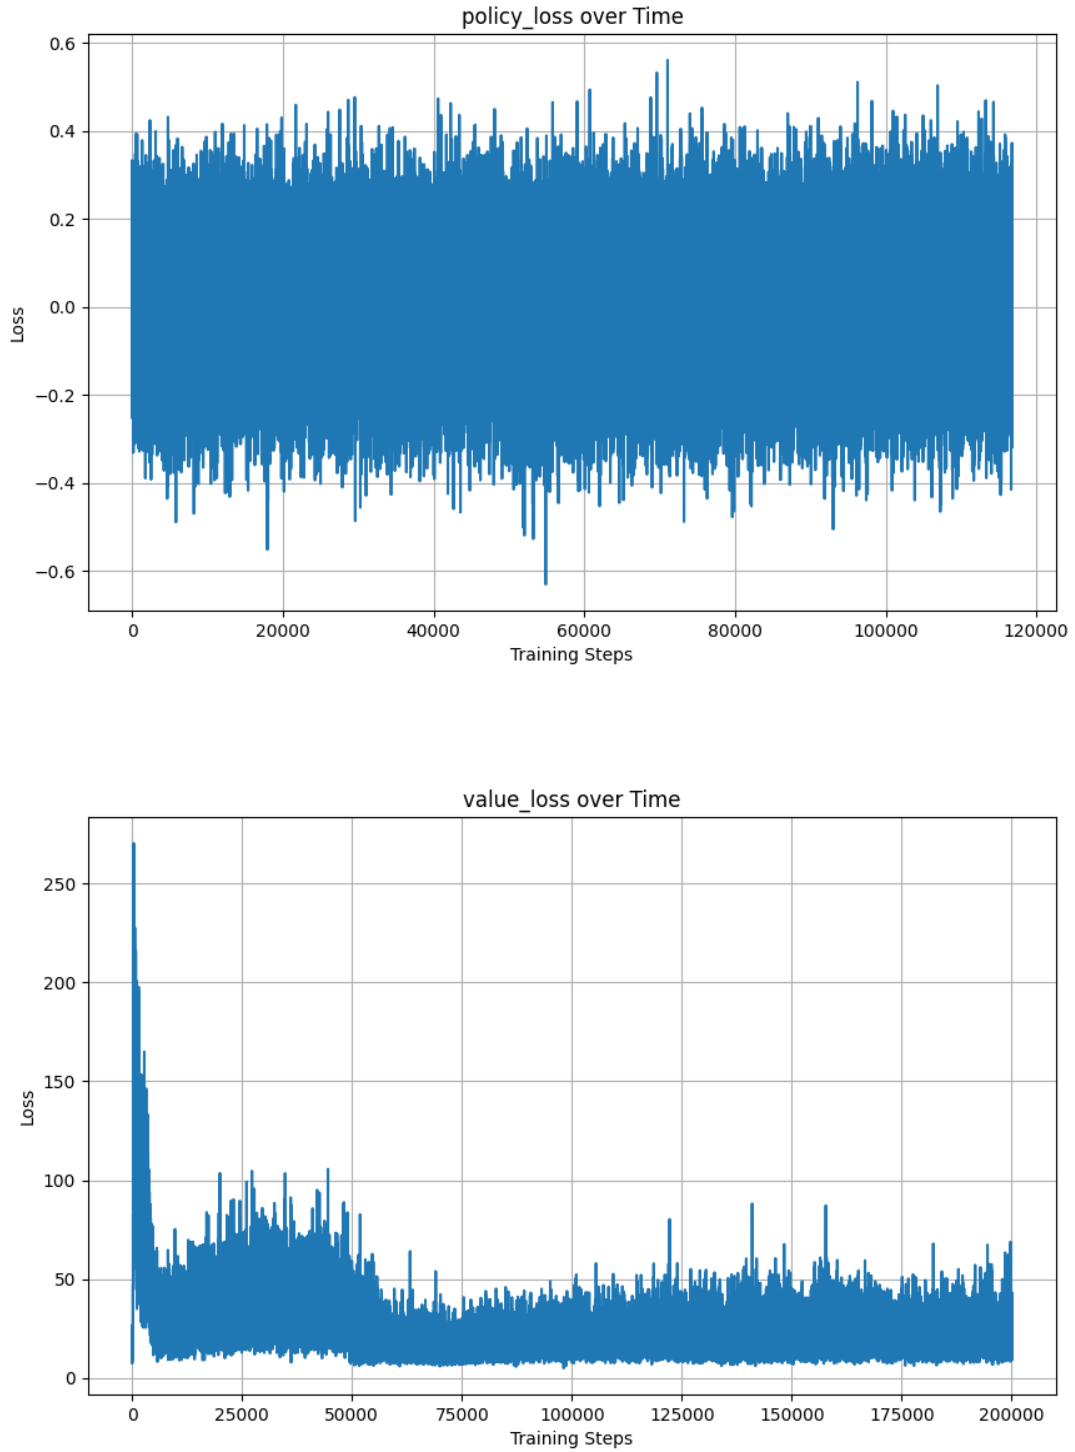 policy_loss over Time
0.6
0.4
0.2
0.0
−0.2
−0.4
−0.6
Loss
0 20000 40000 60000 80000 100000 120000
Training Steps
value_loss over Time
250
200
150
100
50
0
Loss
0 25000 50000 75000 100000 125000 150000 175000 200000
Training Steps